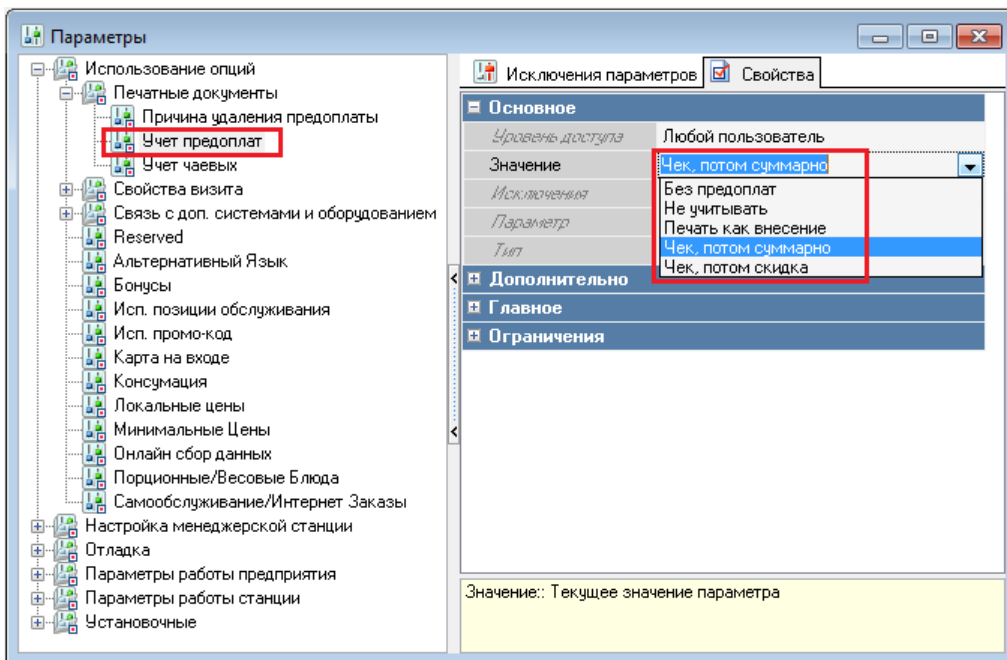 Параметры
Использование опций
Печатные документы
Причина удаления предоплаты
Учет предоплат
Учет чаевых
Свойства визита
Связь с доп. системами и оборудованием
Reserved
Альтернативный Язык
Бонусы
Исп. позиции обслуживания
Исп. промо-код
Карта на входе
Консумация
Локальные цены
Минимальные Цены
Онлайн сбор данных
Порционные/Весовые Блюда
Самообслуживание/Интернет Заказы
Настройка менеджерской станции
Отладка
Параметры работы предприятия
Параметры работы станции
Установочные
Исключения параметров Свойства
Основное
Уровень доступа Любой пользователь
Значение Чек, потом суммарно
Исключения
Параметр
Тип
Без предоплат
Не учитывать
Печать как внесение
Чек, потом суммарно
Чек, потом скидка
Дополнительно
Главное
Ограничения
Значение:: Текущее значение параметра